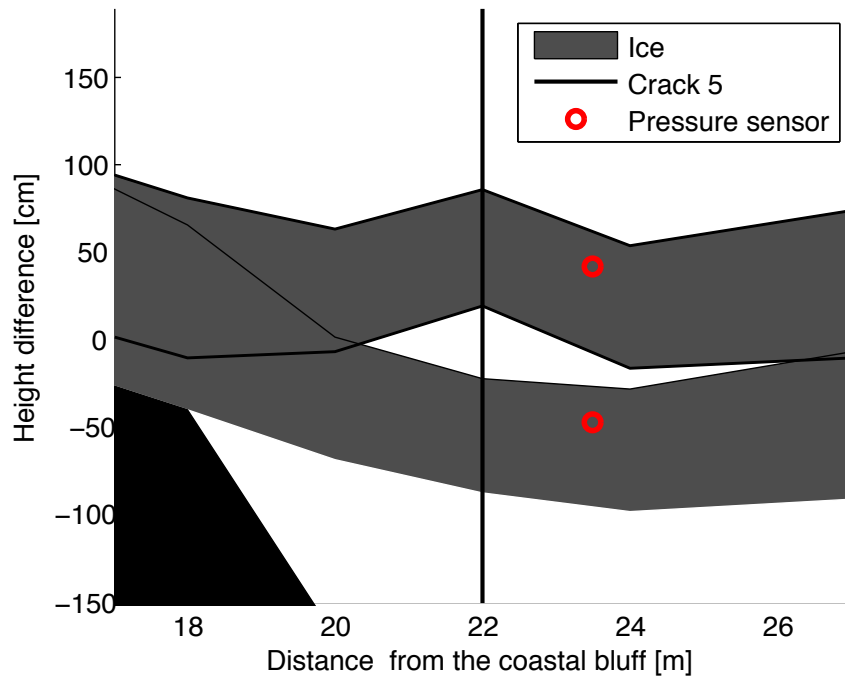 Ice
Crack 5
Pressure sensor
150
100
50
0
−50
−100
−150
Height difference [cm]
18 20 22 24 26
Distance from the coastal bluff [m]